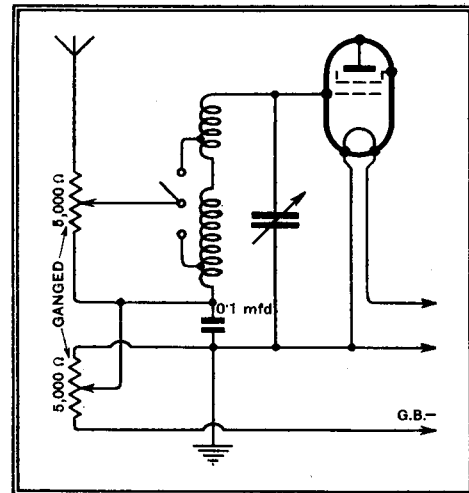 5,000 Ω
GANGED
5,000 Ω
0·1 mfd
G.B.–